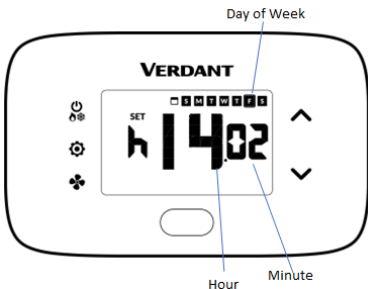 Day of Week
VERDANT
S M T W T F S
SET
h 14.02
Hour
Minute